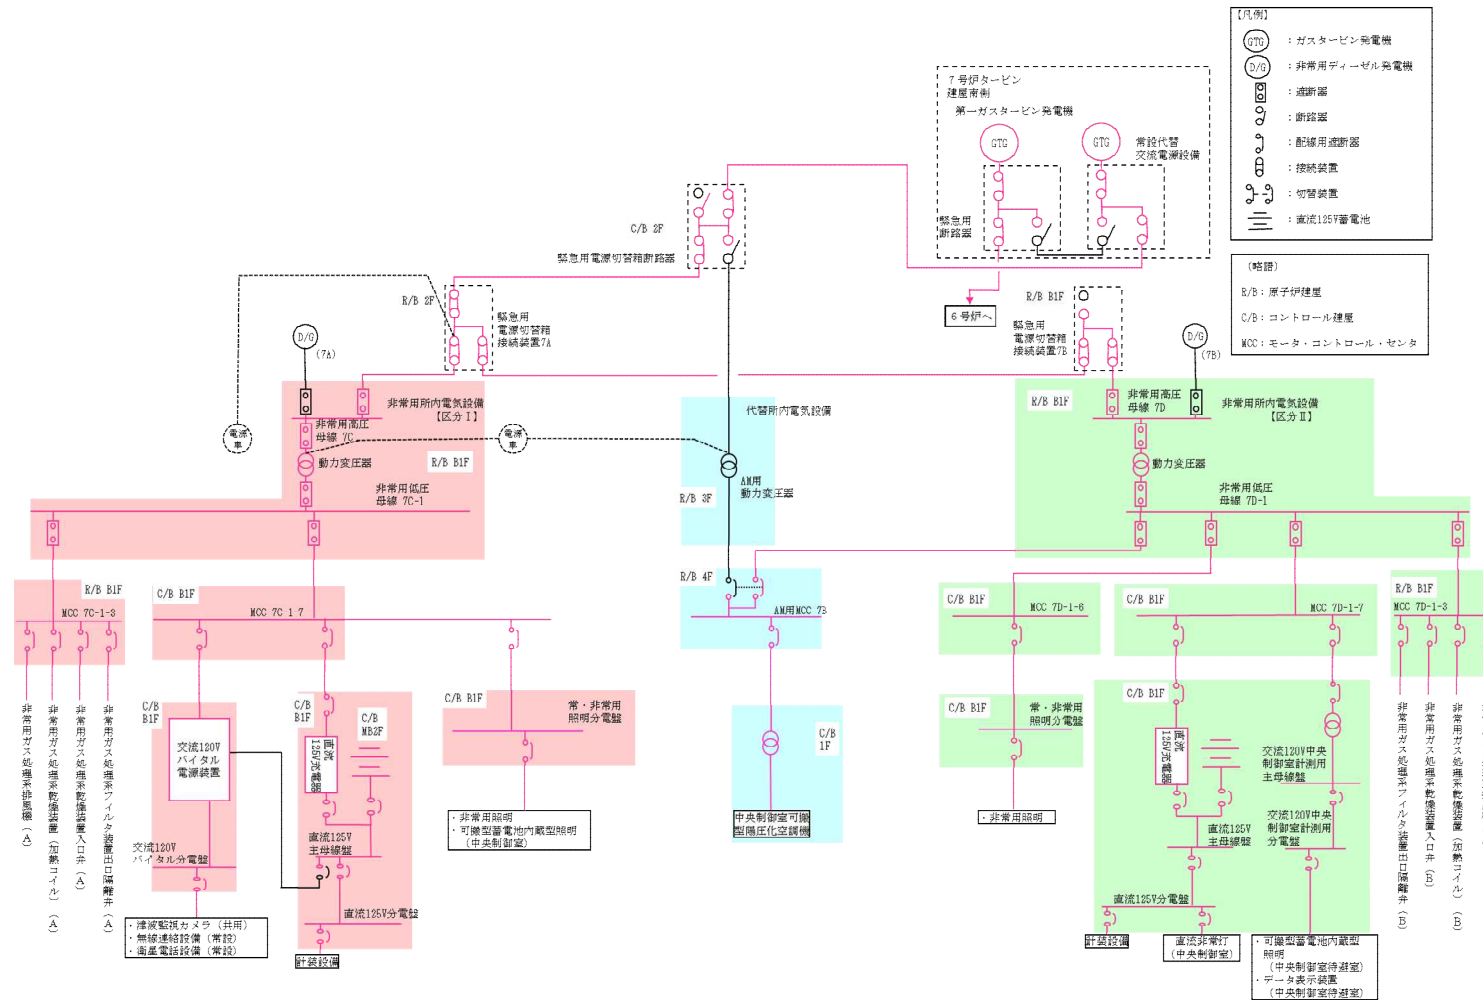 【凡例】
GTG ：ガスタービン発電機
D/G ：非常用ディーゼル発電機
：遮断器
：断路器
：配線用遮断器
：接続装置
：切替装置
：直流125V蓄電池
(略語)
R/B：原子炉建屋
C/B：コントロール建屋
MCC：モータ・コントロール・センタ
7号炉タービン
建屋南側
第一ガスタービン発電機
GTG
GTG
常設代替
交流電源設備
緊急用
断路器
6号炉へ
C/B 2F
緊急用電源切替箱断路器
R/B 2F
緊急用
電源切替箱
接続装置7A
R/B B1F
緊急用
電源切替箱
接続装置7B
D/G
(7A)
D/G
(7B)
電源
車
電源
車
非常用所内電気設備
【区分Ⅰ】
非常用高圧
母線 7C
動力変圧器
R/B B1F
非常用低圧
母線 7C-1
代替所内電気設備
AM用
動力変圧器
R/B 3F
R/B 4F
AM用MCC 7B
R/B B1F
非常用高圧
母線 7D
非常用所内電気設備
【区分Ⅱ】
動力変圧器
非常用低圧
母線 7D-1
R/B B1F
MCC 7C-1-3
C/B B1F
MCC 7C 1 7
C/B B1F
MCC 7D-1-6
C/B B1F
MCC 7D-1-7
R/B B1F
MCC 7D-1-3
非常用ガス処理系排風機（A）
非常用ガス処理系乾燥装置（加熱コイル）（A）
非常用ガス処理系乾燥装置入口弁（A）
非常用ガス処理系フィルタ装置出口隔離弁（A）
C/B
B1F
交流120V
バイタル
電源装置
交流120V
バイタル分電盤
・津波監視カメラ（共用）
・無線連絡設備（常設）
・衛星電話設備（常設）
C/B
B1F
直流
125V充電器
C/B
MB2F
直流125V
主母線盤
直流125V分電盤
計装設備
C/B B1F
常・非常用
照明分電盤
・非常用照明
・可搬型蓄電池内蔵型照明
（中央制御室）
C/B
1F
中央制御室可搬
型陽圧化空調機
C/B B1F
常・非常用
照明分電盤
・非常用照明
C/B B1F
直流
125V充電器
直流125V
主母線盤
直流125V分電盤
計装設備
直流非常灯
（中央制御室）
交流120V中央
制御室計測用
主母線盤
交流120V中央
制御室計測用
分電盤
・可搬型蓄電池内蔵型
照明
（中央制御室待避室）
・データ表示装置
（中央制御室待避室）
非常用ガス処理系フィルタ装置出口隔離弁（B）
非常用ガス処理系乾燥装置入口弁（B）
非常用ガス処理系乾燥装置（加熱コイル）（B）